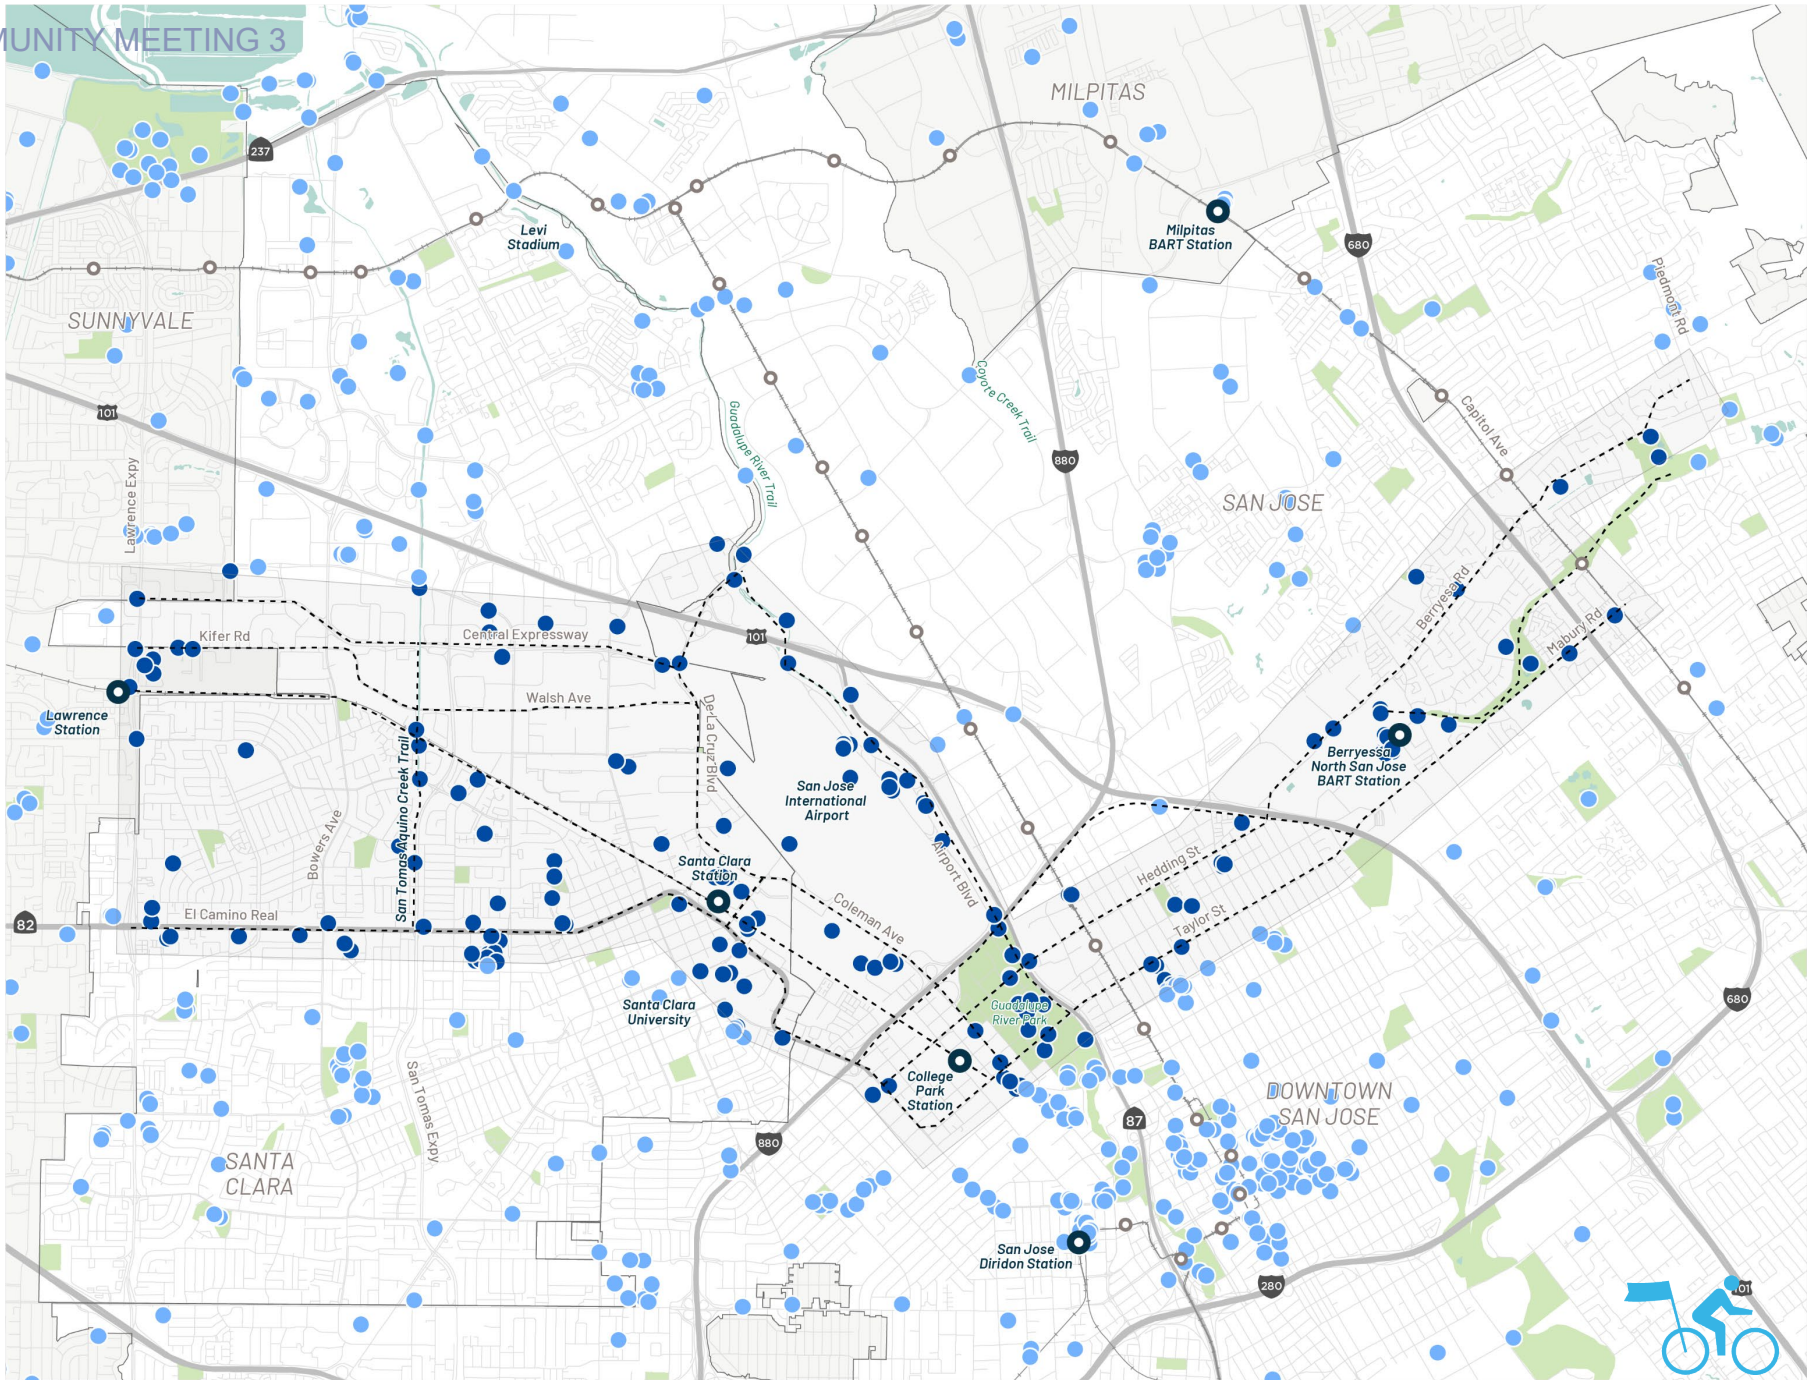 MUNITY MEETING 3
MILPITAS
237
Levi
Stadium
Milpitas
BART Station
680
Piedmont Rd
SUNNYVALE
101
Coyote Creek Trail
Guadalupe River Trail
Capitol Ave
880
Lawrence Expy
SAN JOSE
Berryessa Rd
Kifer Rd
Central Expressway
101
Mabury Rd
Walsh Ave
De La Cruz Blvd
Lawrence
Station
San Tomas Aquino Creek Trail
Berryessa
North San Jose
BART Station
San Jose
International
Airport
Bowers Ave
Airport Blvd
Hedding St
Santa Clara
Station
El Camino Real
82
Coleman Ave
Taylor St
680
Santa Clara
University
Guadalupe
River Park
San Tomas Expy
College
Park
Station
DOWNTOWN
SAN JOSE
87
880
SANTA
CLARA
San Jose
Diridon Station
280
101